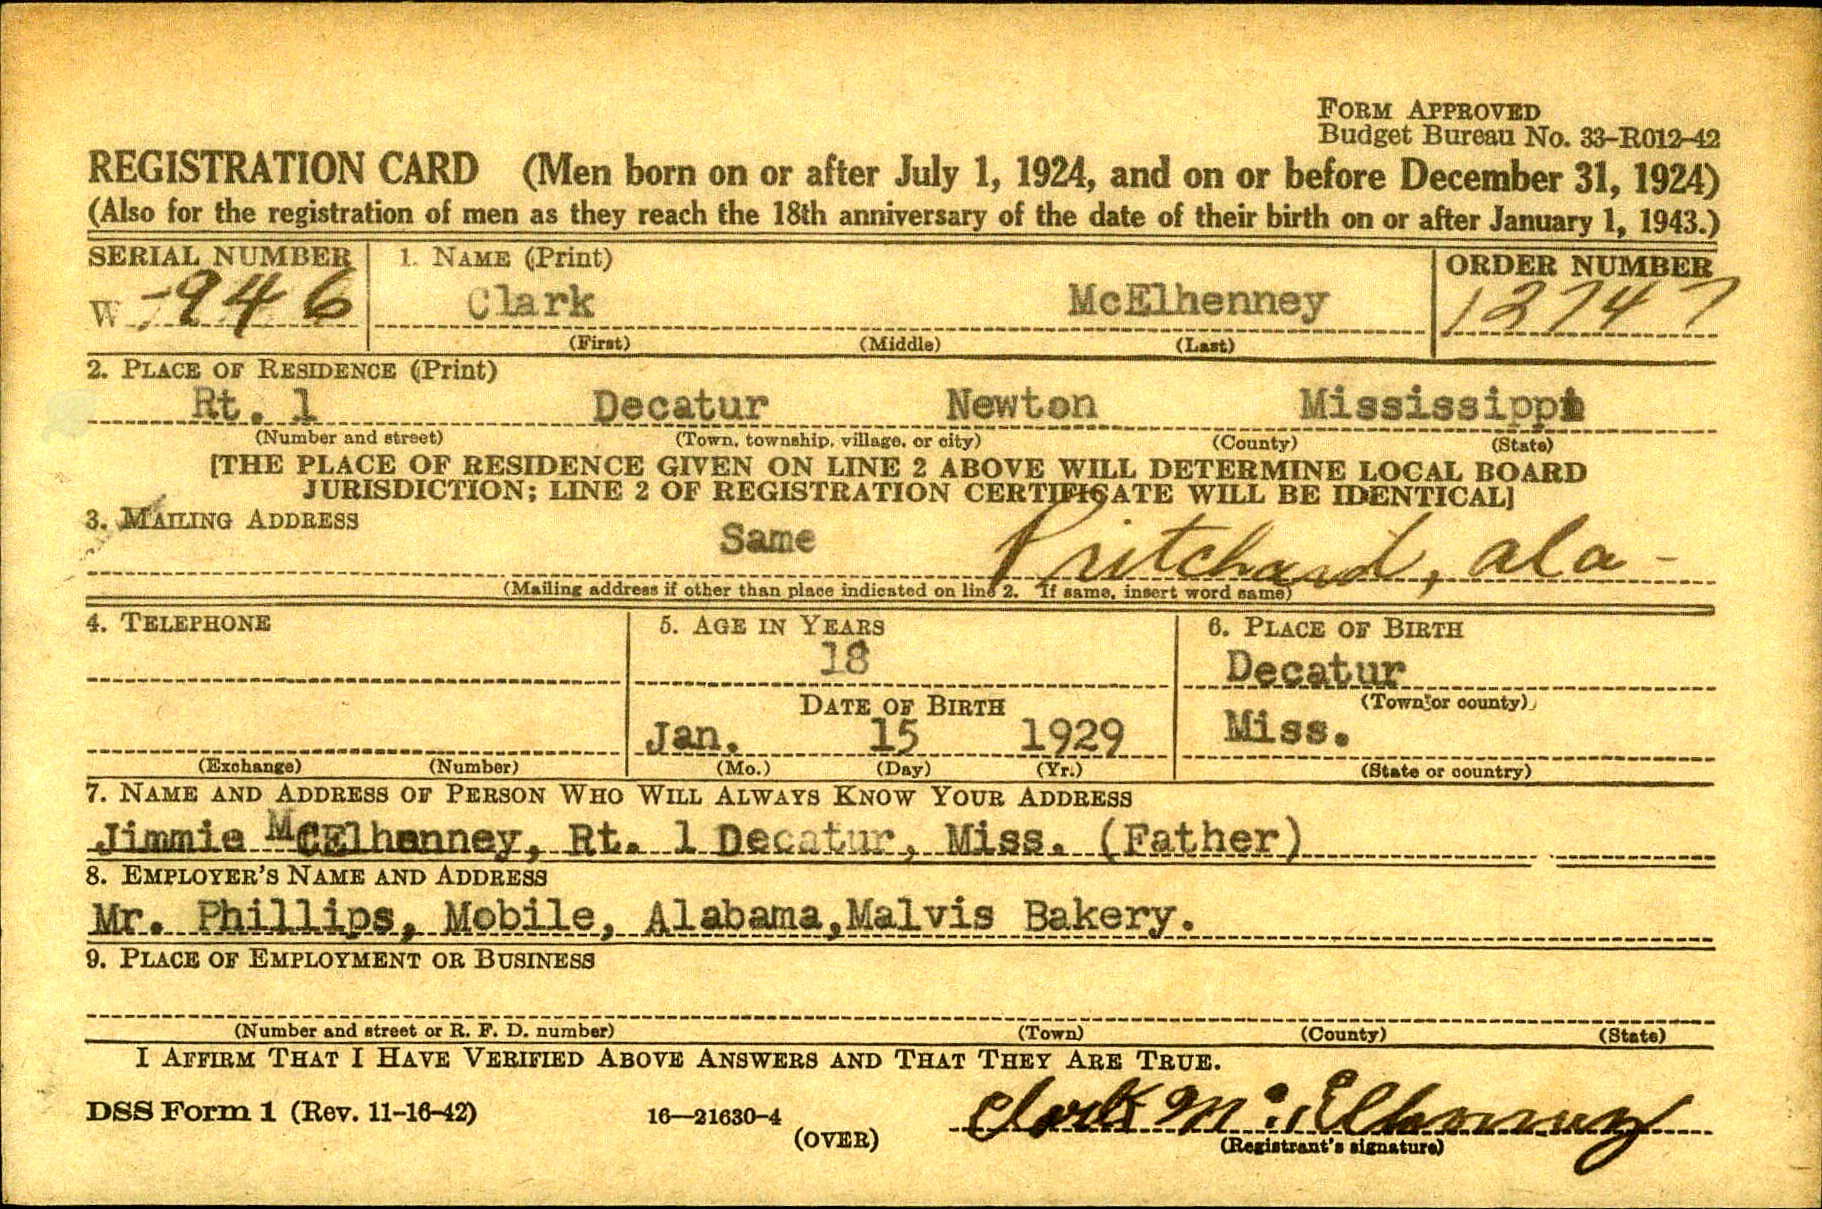 FORM APPROVED
Budget Bureau No. 33-R012-42
REGISTRATION CARD (Men born on or after July 1, 1924, and on or before December 31, 1924)
(Also for the registration of men as they reach the 18th anniversary of the date of their birth on or after January 1, 1943.)
SERIAL NUMBER 1. NAME (Print) ORDER NUMBER
W -946 Clark McElhenney 12747
(First) (Middle) (Last)
2. PLACE OF RESIDENCE (Print)
Rt. 1 Decatur Newton Mississippi
(Number and street) (Town, township, village, or city) (County) (State)
[THE PLACE OF RESIDENCE GIVEN ON LINE 2 ABOVE WILL DETERMINE LOCAL BOARD
JURISDICTION; LINE 2 OF REGISTRATION CERTIFICATE WILL BE IDENTICAL]
3. MAILING ADDRESS
Same Pritchard, ala-
(Mailing address if other than place indicated on line 2. If same, insert word same)
4. TELEPHONE 5. AGE IN YEARS 6. PLACE OF BIRTH
18 Decatur
DATE OF BIRTH (Town or county)
Jan. 15 1929 Miss.
(Exchange) (Number) (Mo.) (Day) (Yr.) (State or country)
7. NAME AND ADDRESS OF PERSON WHO WILL ALWAYS KNOW YOUR ADDRESS
Jimmie McElhenney, Rt. 1 Decatur, Miss. (Father)
8. EMPLOYER'S NAME AND ADDRESS
Mr. Phillips, Mobile, Alabama,Malvis Bakery.
9. PLACE OF EMPLOYMENT OR BUSINESS
(Number and street or R. F. D. number) (Town) (County) (State)
I AFFIRM THAT I HAVE VERIFIED ABOVE ANSWERS AND THAT THEY ARE TRUE.
DSS Form 1 (Rev. 11-16-42) 16—21630-4 Clark McElhenney
(OVER) (Registrant's signature)